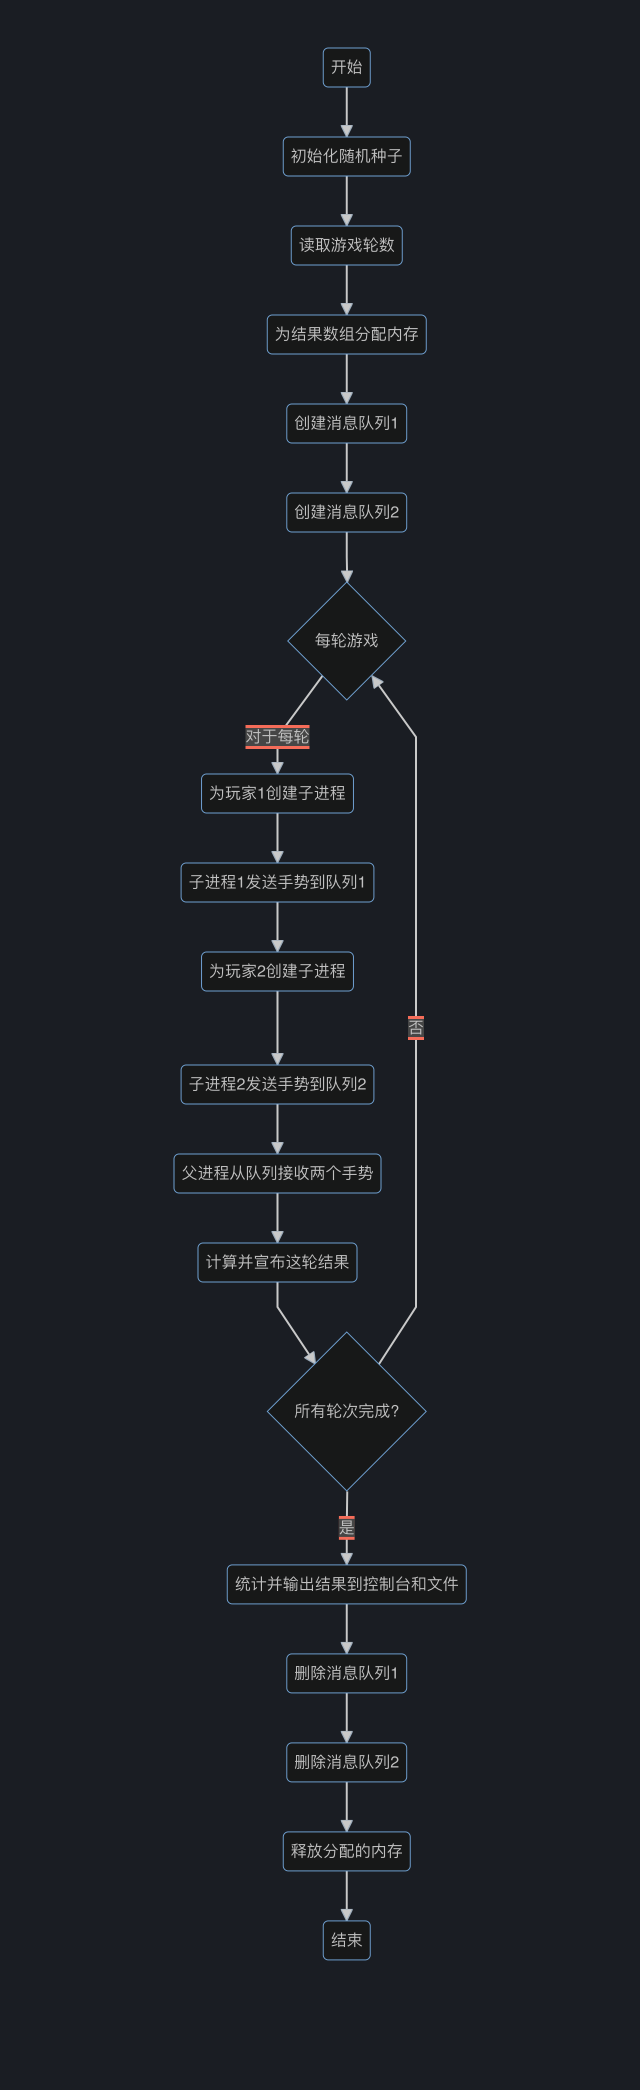 开始
初始化随机种子
读取游戏轮数
为结果数组分配内存
创建消息队列1
创建消息队列2
每轮游戏
对于每轮
为玩家1创建子进程
子进程1发送手势到队列1
为玩家2创建子进程
否
子进程2发送手势到队列2
父进程从队列接收两个手势
计算并宣布这轮结果
所有轮次完成?
是
统计并输出结果到控制台和文件
删除消息队列1
删除消息队列2
释放分配的内存
结束